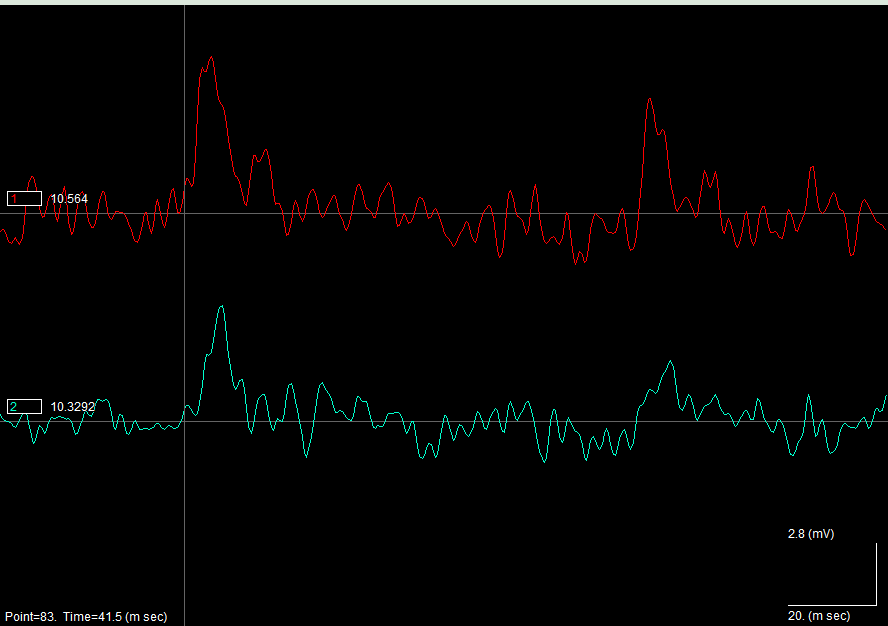 1 10.564
2 10.3292
2.8 (mV)
20. (m sec)
Point=83. Time=41.5 (m sec)